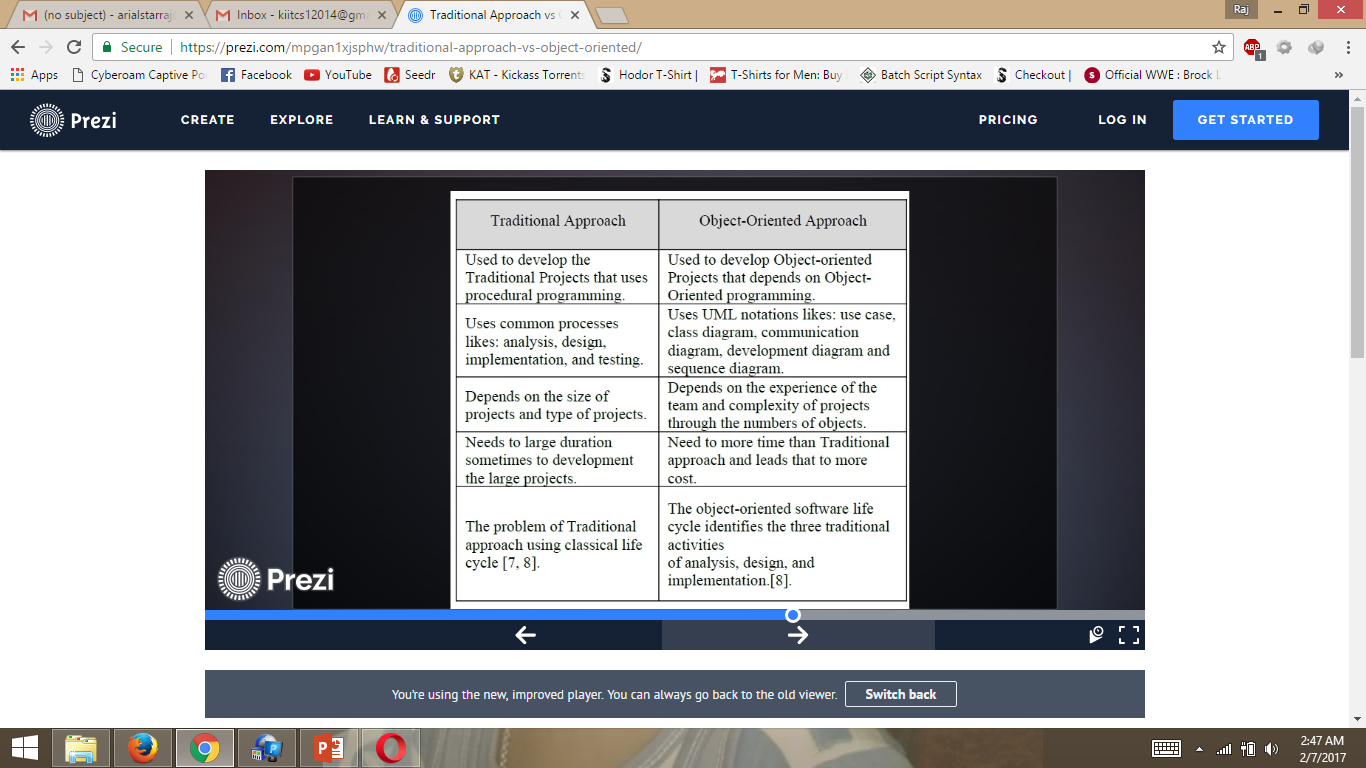 (no subject) - arialstarraj
Inbox - kiitcs12014@gma
Traditional Approach vs
Raj
Secure
https://prezi.com/mpgan1xjsphw/traditional-approach-vs-object-oriented/
ABP
1
Apps
Cyberoam Captive Po
Facebook
YouTube
Seedr
KAT - Kickass Torrents
Hodor T-Shirt |
T-Shirts for Men: Buy
Batch Script Syntax
Checkout |
Official WWE : Brock L
Prezi
CREATE
EXPLORE
LEARN & SUPPORT
PRICING
LOG IN
GET STARTED
Traditional Approach
Object-Oriented Approach
Used to develop the
Traditional Projects that uses
procedural programming.
Used to develop Object-oriented
Projects that depends on Object-
Oriented programming.
Uses common processes
likes: analysis, design,
implementation, and testing.
Uses UML notations likes: use case,
class diagram, communication
diagram, development diagram and
sequence diagram.
Depends on the size of
projects and type of projects.
Depends on the experience of the
team and complexity of projects
through the numbers of objects.
Needs to large duration
sometimes to development
the large projects.
Need to more time than Traditional
approach and leads that to more
cost.
The problem of Traditional
approach using classical life
cycle [7, 8].
The object-oriented software life
cycle identifies the three traditional
activities
of analysis, design, and
implementation.[8].
Prezi
You're using the new, improved player. You can always go back to the old viewer.
Switch back
2:47 AM
2/7/2017